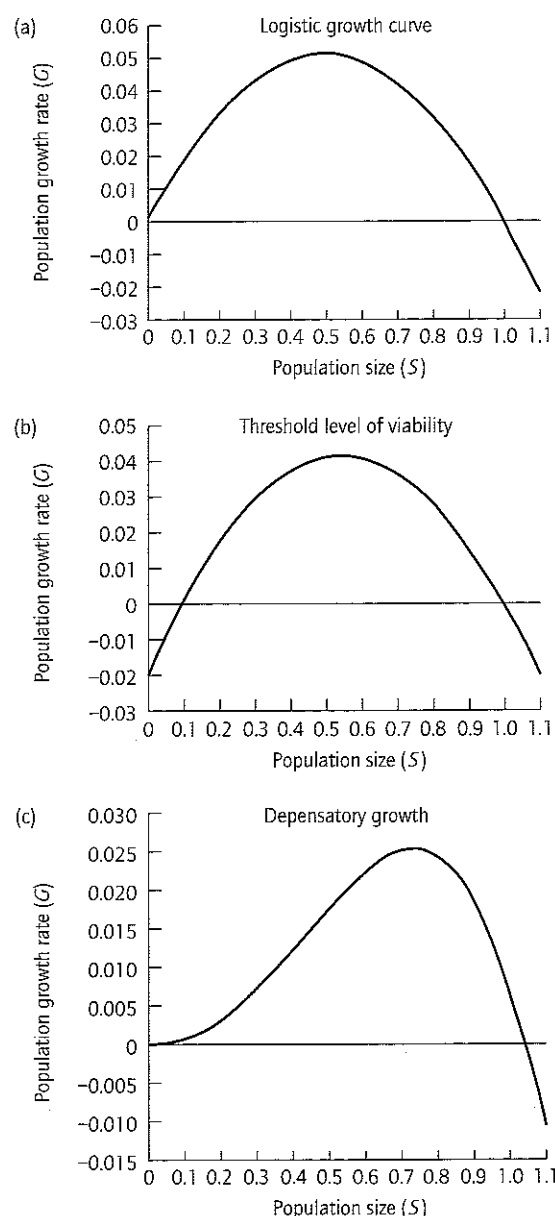 (a)
Logistic growth curve
Population growth rate (G)
0.06
0.05
0.04
0.03
0.02
0.01
0
−0.01
−0.02
−0.03
0 0.1 0.2 0.3 0.4 0.5 0.6 0.7 0.8 0.9 1.0 1.1
Population size (S)
(b)
Threshold level of viability
Population growth rate (G)
0.05
0.04
0.03
0.02
0.01
0
−0.01
−0.02
−0.03
0 0.1 0.2 0.3 0.4 0.5 0.6 0.7 0.8 0.9 1.0 1.1
Population size (S)
(c)
Depensatory growth
Population growth rate (G)
0.030
0.025
0.020
0.015
0.010
0.005
0
−0.005
−0.010
−0.015
0 0.1 0.2 0.3 0.4 0.5 0.6 0.7 0.8 0.9 1.0 1.1
Population size (S)